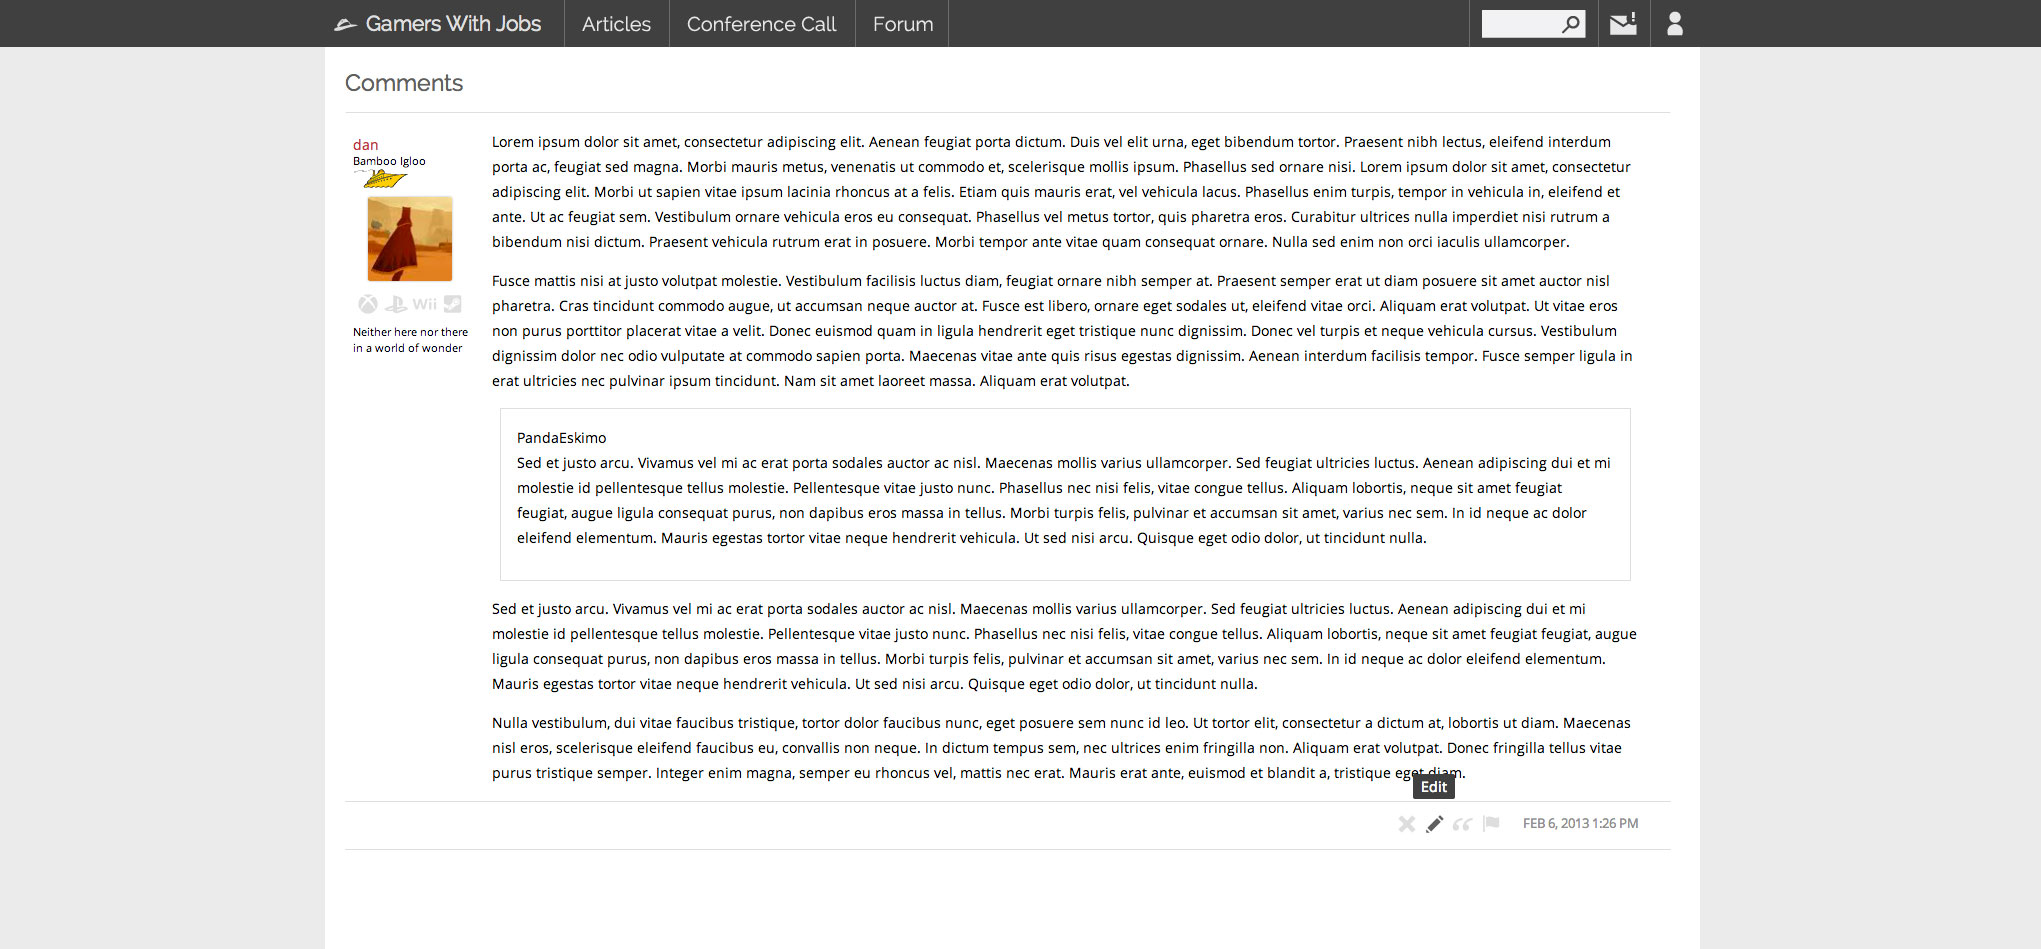 Gamers With Jobs
Articles
Conference Call
Forum
Comments
dan
Bamboo Igloo
Wii
Neither here nor there
in a world of wonder
Lorem ipsum dolor sit amet, consectetur adipiscing elit. Aenean feugiat porta dictum. Duis vel elit urna, eget bibendum tortor. Praesent nibh lectus, eleifend interdum
porta ac, feugiat sed magna. Morbi mauris metus, venenatis ut commodo et, scelerisque mollis ipsum. Phasellus sed ornare nisi. Lorem ipsum dolor sit amet, consectetur
adipiscing elit. Morbi ut sapien vitae ipsum lacinia rhoncus at a felis. Etiam quis mauris erat, vel vehicula lacus. Phasellus enim turpis, tempor in vehicula in, eleifend et
ante. Ut ac feugiat sem. Vestibulum ornare vehicula eros eu consequat. Phasellus vel metus tortor, quis pharetra eros. Curabitur ultrices nulla imperdiet nisi rutrum a
bibendum nisi dictum. Praesent vehicula rutrum erat in posuere. Morbi tempor ante vitae quam consequat ornare. Nulla sed enim non orci iaculis ullamcorper.
Fusce mattis nisi at justo volutpat molestie. Vestibulum facilisis luctus diam, feugiat ornare nibh semper at. Praesent semper erat ut diam posuere sit amet auctor nisl
pharetra. Cras tincidunt commodo augue, ut accumsan neque auctor at. Fusce est libero, ornare eget sodales ut, eleifend vitae orci. Aliquam erat volutpat. Ut vitae eros
non purus porttitor placerat vitae a velit. Donec euismod quam in ligula hendrerit eget tristique nunc dignissim. Donec vel turpis et neque vehicula cursus. Vestibulum
dignissim dolor nec odio vulputate at commodo sapien porta. Maecenas vitae ante quis risus egestas dignissim. Aenean interdum facilisis tempor. Fusce semper ligula in
erat ultricies nec pulvinar ipsum tincidunt. Nam sit amet laoreet massa. Aliquam erat volutpat.
PandaEskimo
Sed et justo arcu. Vivamus vel mi ac erat porta sodales auctor ac nisl. Maecenas mollis varius ullamcorper. Sed feugiat ultricies luctus. Aenean adipiscing dui et mi
molestie id pellentesque tellus molestie. Pellentesque vitae justo nunc. Phasellus nec nisi felis, vitae congue tellus. Aliquam lobortis, neque sit amet feugiat
feugiat, augue ligula consequat purus, non dapibus eros massa in tellus. Morbi turpis felis, pulvinar et accumsan sit amet, varius nec sem. In id neque ac dolor
eleifend elementum. Mauris egestas tortor vitae neque hendrerit vehicula. Ut sed nisi arcu. Quisque eget odio dolor, ut tincidunt nulla.
Sed et justo arcu. Vivamus vel mi ac erat porta sodales auctor ac nisl. Maecenas mollis varius ullamcorper. Sed feugiat ultricies luctus. Aenean adipiscing dui et mi
molestie id pellentesque tellus molestie. Pellentesque vitae justo nunc. Phasellus nec nisi felis, vitae congue tellus. Aliquam lobortis, neque sit amet feugiat feugiat, augue
ligula consequat purus, non dapibus eros massa in tellus. Morbi turpis felis, pulvinar et accumsan sit amet, varius nec sem. In id neque ac dolor eleifend elementum.
Mauris egestas tortor vitae neque hendrerit vehicula. Ut sed nisi arcu. Quisque eget odio dolor, ut tincidunt nulla.
Nulla vestibulum, dui vitae faucibus tristique, tortor dolor faucibus nunc, eget posuere sem nunc id leo. Ut tortor elit, consectetur a dictum at, lobortis ut diam. Maecenas
nisl eros, scelerisque eleifend faucibus eu, convallis non neque. In dictum tempus sem, nec ultrices enim fringilla non. Aliquam erat volutpat. Donec fringilla tellus vitae
purus tristique semper. Integer enim magna, semper eu rhoncus vel, mattis nec erat. Mauris erat ante, euismod et blandit a, tristique eget diam.
Edit
FEB 6, 2013 1:26 PM